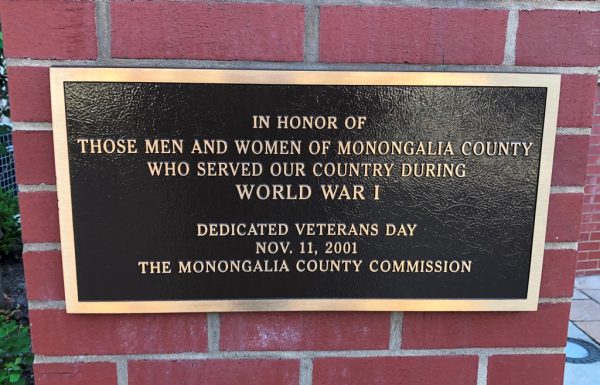 IN HONOR OF
THOSE MEN AND WOMEN OF MONONGALIA COUNTY
WHO SERVED OUR COUNTRY DURING
WORLD WAR I
DEDICATED VETERANS DAY
NOV. 11, 2001
THE MONONGALIA COUNTY COMMISSION